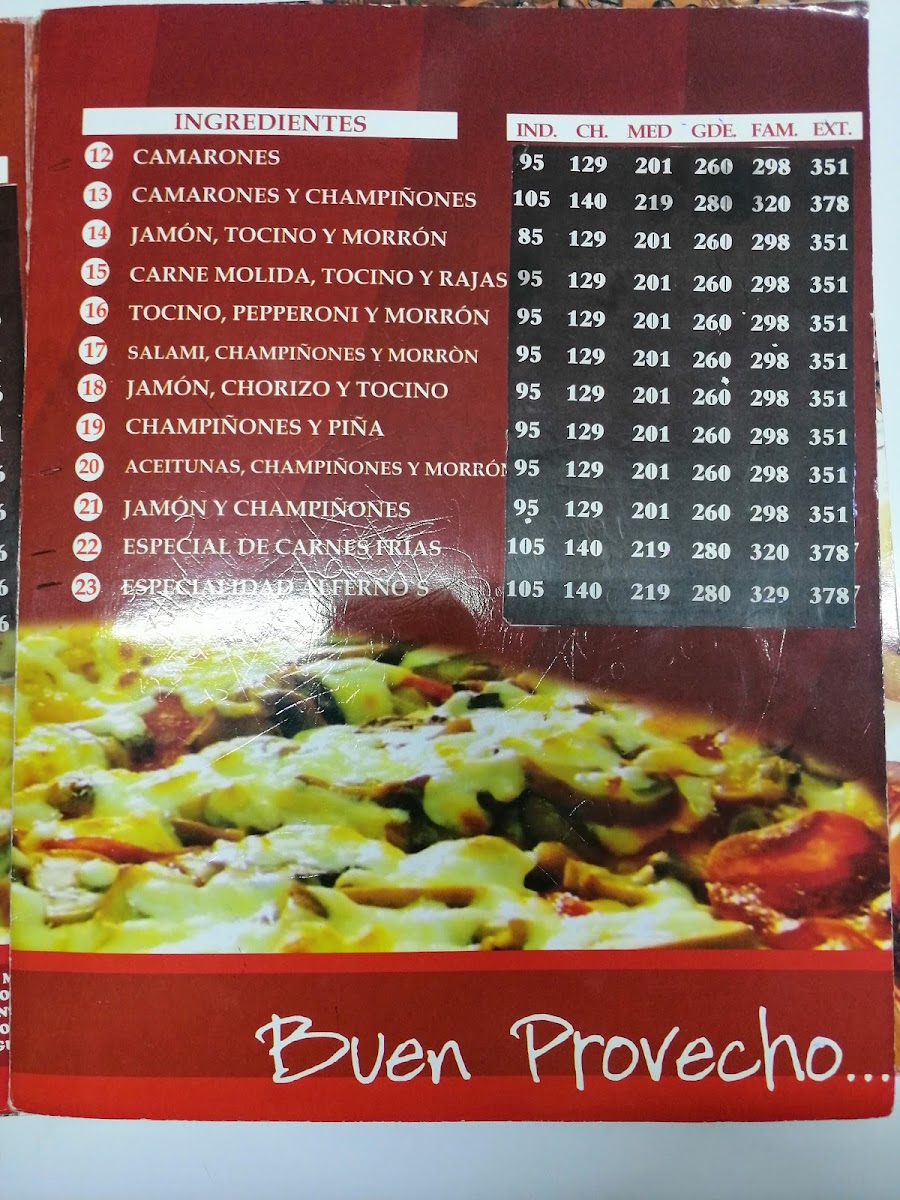 INGREDIENTES IND. CH. MED GDE. FAM. EXT.
12 CAMARONES 95 129 201 260 298 351
13 CAMARONES Y CHAMPIÑONES 105 140 219 280 320 378
14 JAMÓN, TOCINO Y MORRÓN 85 129 201 260 298 351
15 CARNE MOLIDA, TOCINO Y RAJAS 95 129 201 260 298 351
16 TOCINO, PEPPERONI Y MORRÓN 95 129 201 260 298 351
17 SALAMI, CHAMPIÑONES Y MORRÒN 95 129 201 260 298 351
18 JAMÓN, CHORIZO Y TOCINO 95 129 201 260 298 351
19 CHAMPIÑONES Y PIÑA 95 129 201 260 298 351
20 ACEITUNAS, CHAMPIÑONES Y MORRÓN 95 129 201 260 298 351
21 JAMÓN Y CHAMPIÑONES 95 129 201 260 298 351
22 ESPECIAL DE CARNES FRÍAS 105 140 219 280 320 378
23 ESPECIALIDAD ALFERNO`S 105 140 219 280 329 378
Buen Provecho...